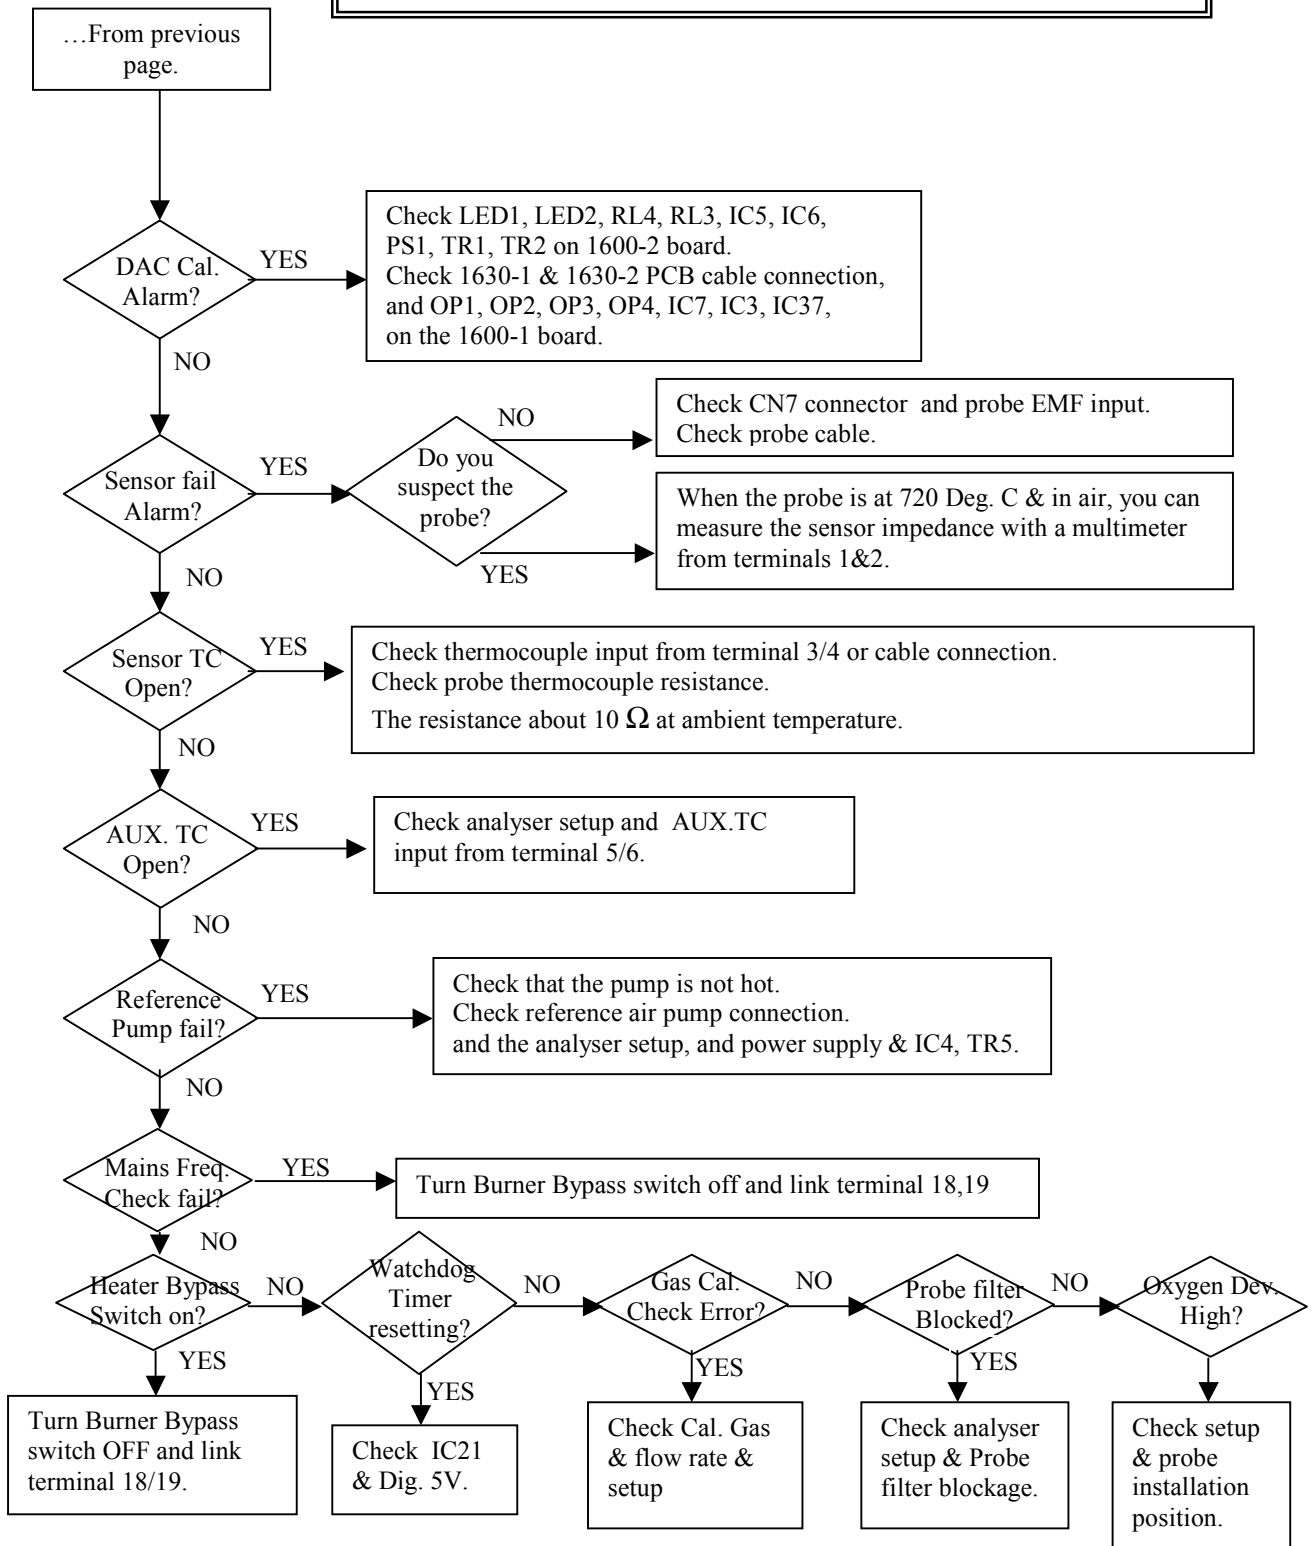 …From previous
page.
DAC Cal.
Alarm?
YES
Check LED1, LED2, RL4, RL3, IC5, IC6,
PS1, TR1, TR2 on 1600-2 board.
Check 1630-1 & 1630-2 PCB cable connection,
and OP1, OP2, OP3, OP4, IC7, IC3, IC37,
on the 1600-1 board.
NO
Sensor fail
Alarm?
YES
Do you
suspect the
probe?
NO
Check CN7 connector and probe EMF input.
Check probe cable.
YES
When the probe is at 720 Deg. C & in air, you can
measure the sensor impedance with a multimeter
from terminals 1&2.
NO
Sensor TC
Open?
YES
Check thermocouple input from terminal 3/4 or cable connection.
Check probe thermocouple resistance.
The resistance about 10 Ω at ambient temperature.
NO
AUX. TC
Open?
YES
Check analyser setup and AUX.TC
input from terminal 5/6.
NO
Reference
Pump fail?
YES
Check that the pump is not hot.
Check reference air pump connection.
and the analyser setup, and power supply & IC4, TR5.
NO
Mains Freq.
Check fail?
YES
Turn Burner Bypass switch off and link terminal 18,19
NO
Heater Bypass
Switch on?
NO
YES
Turn Burner Bypass
switch OFF and link
terminal 18/19.
Watchdog
Timer
resetting?
NO
YES
Check IC21
& Dig. 5V.
Gas Cal.
Check Error?
NO
YES
Check Cal. Gas
& flow rate &
setup
Probe filter
Blocked?
NO
YES
Check analyser
setup & Probe
filter blockage.
Oxygen Dev.
High?
Check setup
& probe
installation
position.